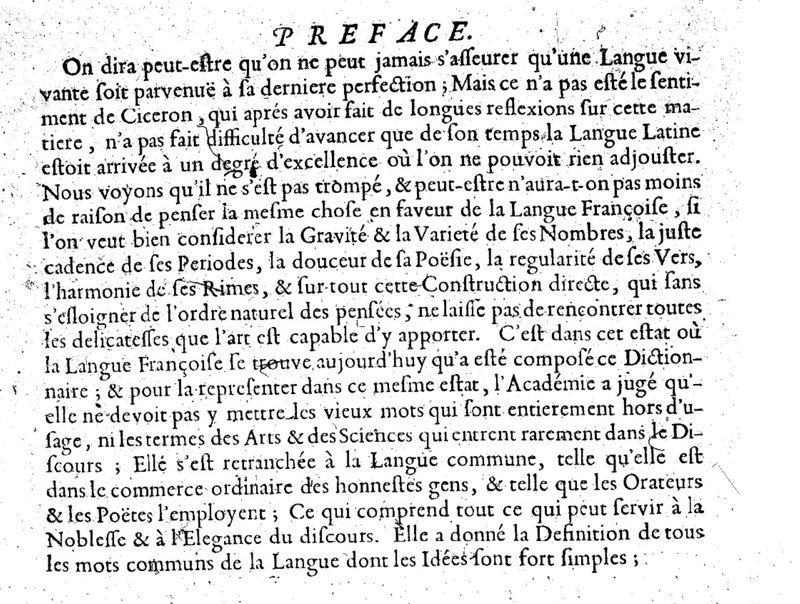 PREFACE.
On dira peut-eſtre qu'on ne peut jamais s'aſſeurer qu'une Langue vi-
vante ſoit parvenuë à ſa derniere perfection ; Mais ce n'a pas eſté le ſenti-
ment de Ciceron, qui aprés avoir fait de longues reflexions ſur cette ma-
tiere, n'a pas fait difficulté d'avancer que de ſon temps la Langue Latine
eſtoit arrivée à un degré d'excellence où l'on ne pouvoit rien adjouſter.
Nous voyons qu'il ne s'eſt pas trompé, & peut-eſtre n'aura-t-on pas moins
de raiſon de penſer la meſme choſe en faveur de la Langue Françoiſe, ſi
l'on veut bien conſiderer la Gravité & la Varieté de ſes Nombres, la juſte
cadence de ſes Periodes, la douceur de ſa Poëſie, la regularité de ſes Vers,
l'harmonie de ſes Rimes, & ſur-tout cette Conſtruction directe, qui ſans
s'eſloigner de l'ordre naturel des penſées, ne laiſſe pas de rencontrer toutes
les delicateſſes que l'art eſt capable d'y apporter. C'eſt dans cet eſtat où
la Langue Françoiſe ſe trouve aujourd'huy qu'a eſté compoſé ce Diction-
naire ; & pour la repreſenter dans ce meſme eſtat, l'Académie a jugé qu'-
elle ne devoit pas y mettre les vieux mots qui ſont entierement hors d'u-
ſage, ni les termes des Arts & des Sciences qui entrent rarement dans le Di-
ſcours ; Elle s'eſt retranchée à la Langue commune, telle qu'elle eſt
dans le commerce ordinaire des honneſtes gens, & telle que les Orateurs
& les Poëtes l'employent ; Ce qui comprend tout ce qui peut ſervir à la
Nobleſſe & à l'Elegance du diſcours. Elle a donné la Definition de tous
les mots communs de la Langue dont les Idées ſont fort ſimples ;